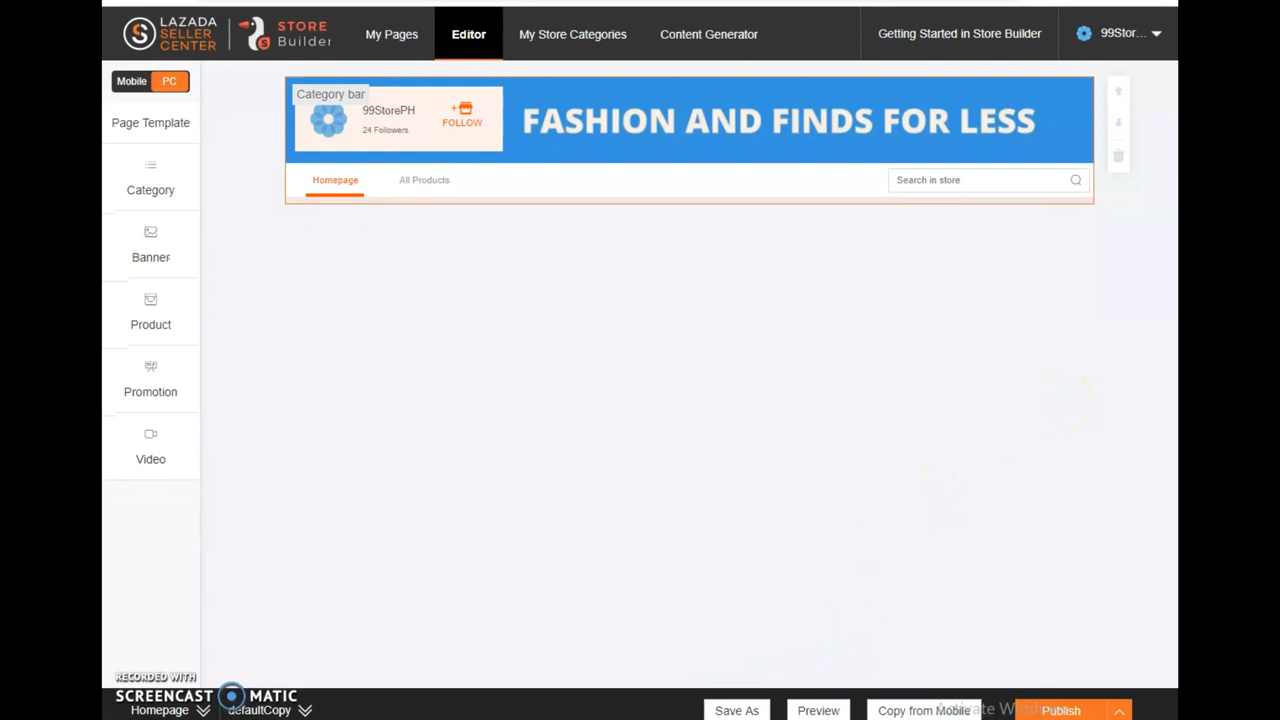 LAZADA
SELLER
CENTER
STORE
Builder
My Pages
Editor
My Store Categories
Content Generator
Getting Started in Store Builder
99Stor...
Mobile
PC
Page Template
Category
Banner
Product
Promotion
Video
Category bar
99StorePH
24 Followers
+
FOLLOW
FASHION AND FINDS FOR LESS
Homepage
All Products
Search in store
RECORDED WITH
SCREENCAST MATIC
Homepage
defaultCopy
Save As
Preview
Copy from Mobile
Publish